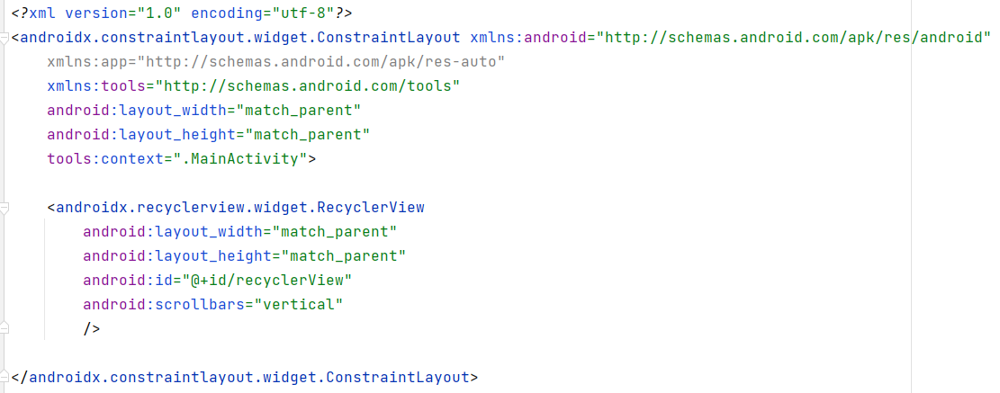 <?xml version="1.0" encoding="utf-8"?>
<androidx.constraintlayout.widget.ConstraintLayout xmlns:android="http://schemas.android.com/apk/res/android"
    xmlns:app="http://schemas.android.com/apk/res-auto"
    xmlns:tools="http://schemas.android.com/tools"
    android:layout_width="match_parent"
    android:layout_height="match_parent"
    tools:context=".MainActivity">

    <androidx.recyclerview.widget.RecyclerView
        android:layout_width="match_parent"
        android:layout_height="match_parent"
        android:id="@+id/recyclerView"
        android:scrollbars="vertical"
        />

</androidx.constraintlayout.widget.ConstraintLayout>